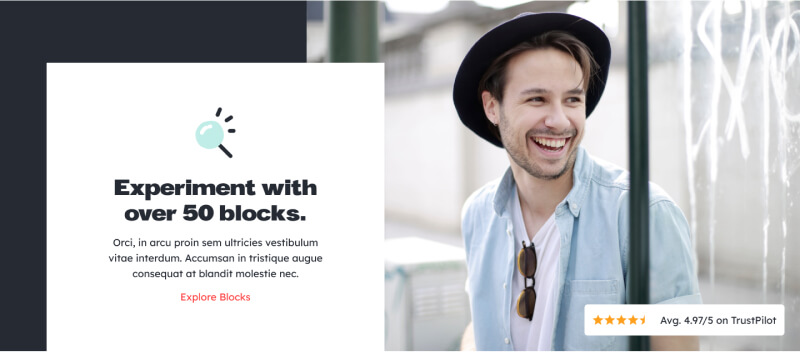 Experiment with
over 50 blocks.
Orci, in arcu proin sem ultricies vestibulum
vitae interdum. Accumsan in tristique augue
consequat at blandit molestie nec.
Explore Blocks
Avg. 4.97/5 on TrustPilot